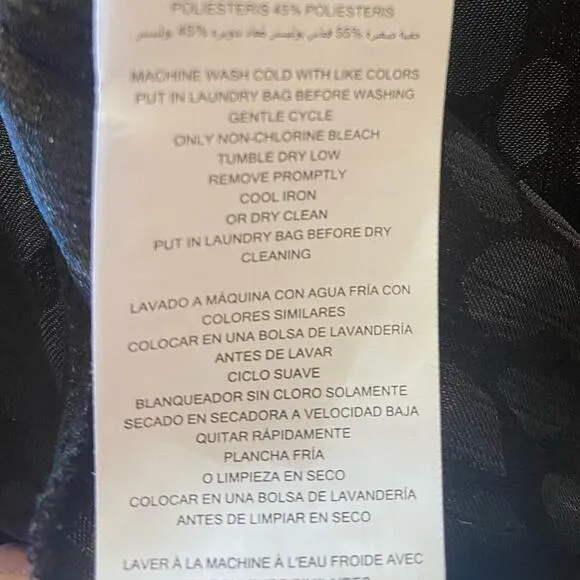 POLIESTERIS 45% POLIESTERIS
55% 45%
MACHINE WASH COLD WITH LIKE COLORS
PUT IN LAUNDRY BAG BEFORE WASHING
GENTLE CYCLE
ONLY NON-CHLORINE BLEACH
TUMBLE DRY LOW
REMOVE PROMPTLY
COOL IRON
OR DRY CLEAN
PUT IN LAUNDRY BAG BEFORE DRY
CLEANING
LAVADO A MÁQUINA CON AGUA FRÍA CON
COLORES SIMILARES
COLOCAR EN UNA BOLSA DE LAVANDERÍA
ANTES DE LAVAR
CICLO SUAVE
BLANQUEADOR SIN CLORO SOLAMENTE
SECADO EN SECADORA A VELOCIDAD BAJA
QUITAR RÁPIDAMENTE
PLANCHA FRÍA
O LIMPIEZA EN SECO
COLOCAR EN UNA BOLSA DE LAVANDERÍA
ANTES DE LIMPIAR EN SECO
LAVER À LA MACHINE À L'EAU FROIDE AVEC